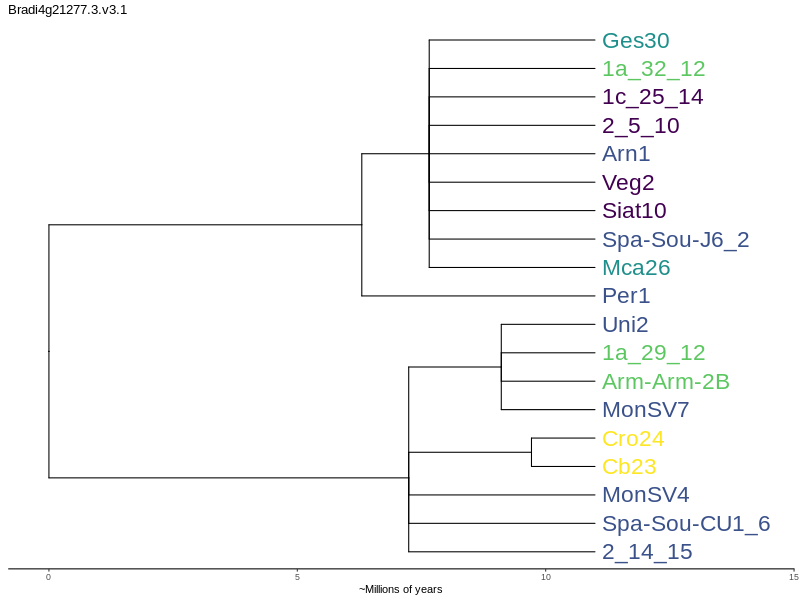 Bradi4g21277.3.v3.1
Ges30
1a_32_12
1c_25_14
2_5_10
Arn1
Veg2
Siat10
Spa-Sou-J6_2
Mca26
Per1
Uni2
1a_29_12
Arm-Arm-2B
MonSV7
Cro24
Cb23
MonSV4
Spa-Sou-CU1_6
2_14_15
0 5 10 15
~Millions of years